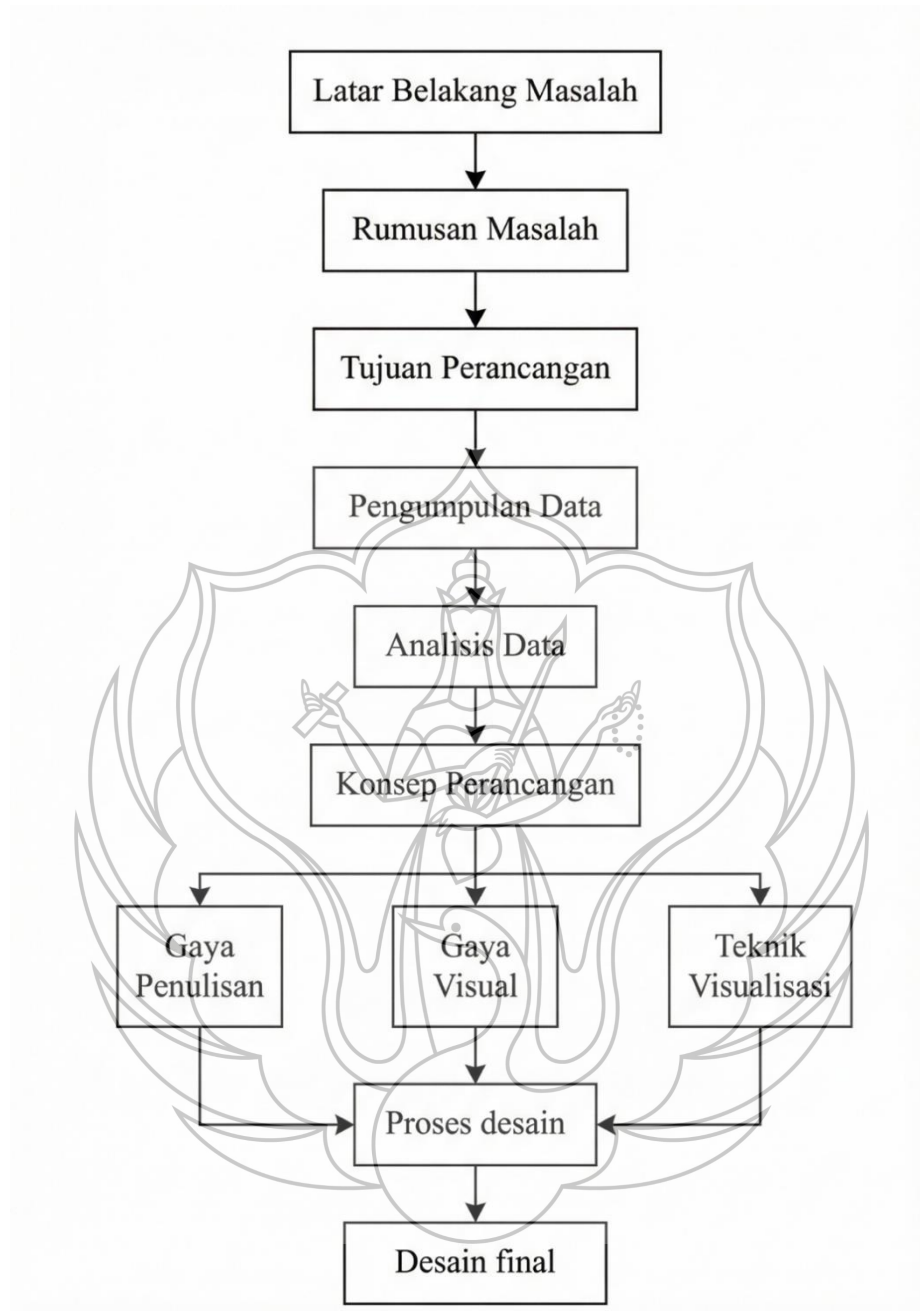 Latar Belakang Masalah
Rumusan Masalah
Tujuan Perancangan
Pengumpulan Data
Analisis Data
Konsep Perancangan
Gaya
Penulisan
Gaya
Visual
Teknik
Visualisasi
Proses desain
Desain final